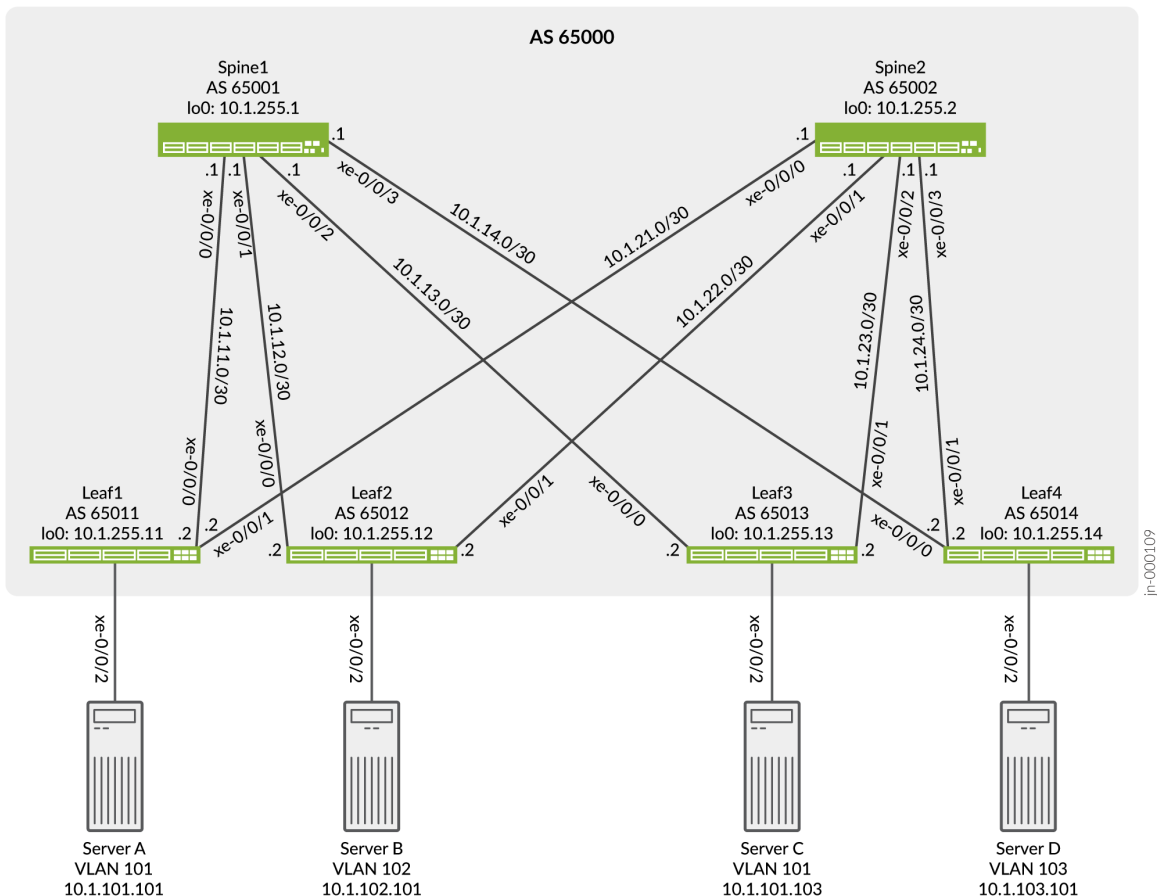 AS 65000
Spine1
AS 65001
lo0: 10.1.255.1
Spine2
AS 65002
lo0: 10.1.255.2
.1
.1
.1
.1
.1
.1
.1
.1
xe-0/0/0
xe-0/0/1
xe-0/0/2
xe-0/0/3
xe-0/0/0
xe-0/0/1
xe-0/0/2
xe-0/0/3
10.1.11.0/30
10.1.12.0/30
10.1.13.0/30
10.1.14.0/30
10.1.21.0/30
10.1.22.0/30
10.1.23.0/30
10.1.24.0/30
xe-0/0/0
xe-0/0/1
xe-0/0/0
xe-0/0/1
xe-0/0/0
xe-0/0/1
xe-0/0/0
xe-0/0/1
Leaf1
AS 65011
lo0: 10.1.255.11
.2
.2
Leaf2
AS 65012
lo0: 10.1.255.12
.2
.2
Leaf3
AS 65013
lo0: 10.1.255.13
.2
.2
Leaf4
AS 65014
lo0: 10.1.255.14
.2
.2
jn-000109
xe-0/0/2
xe-0/0/2
xe-0/0/2
xe-0/0/2
Server A
VLAN 101
10.1.101.101
Server B
VLAN 102
10.1.102.101
Server C
VLAN 101
10.1.101.103
Server D
VLAN 103
10.1.103.101